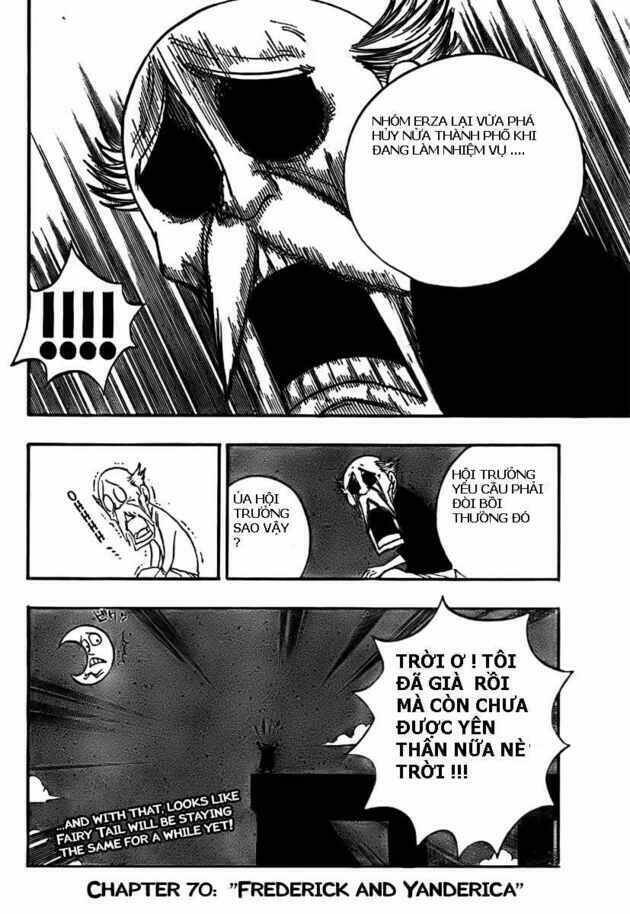 NHÓM ERZA LẠI VỪA PHÁ
HỦY NỬA THÀNH PHỐ KHI
ĐANG LÀM NHIỆM VỤ ....
!!!!
HỘI TRƯỞNG
YẾU CẦU PHẢI
ĐÒI BỒI
THƯỜNG ĐÓ
ỦA HỘI
TRƯỞNG
SAO VẬY
?
OHHHHH
TRỜI Ơ ! TÔI
ĐÃ GIÀ RỒI
MÀ CÒN CHƯA
ĐƯỢC YÊN
THÂN NỮA NÈ
TRỜI !!!
...AND WITH THAT, LOOKS LIKE
FAIRY TAIL WILL BE STAYING
THE SAME FOR A WHILE YET!
CHAPTER 70: "FREDERICK AND YANDERICA"